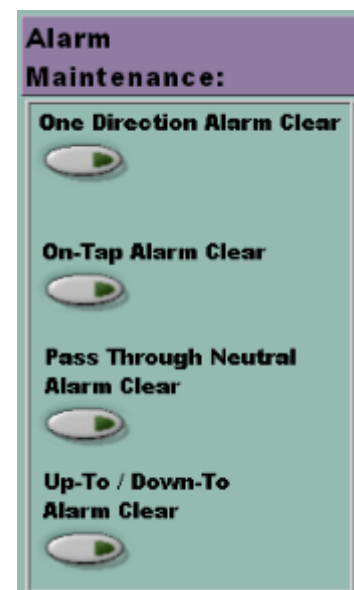 Alarm
Maintenance:
One Direction Alarm Clear
On-Tap Alarm Clear
Pass Through Neutral
Alarm Clear
Up-To / Down-To
Alarm Clear